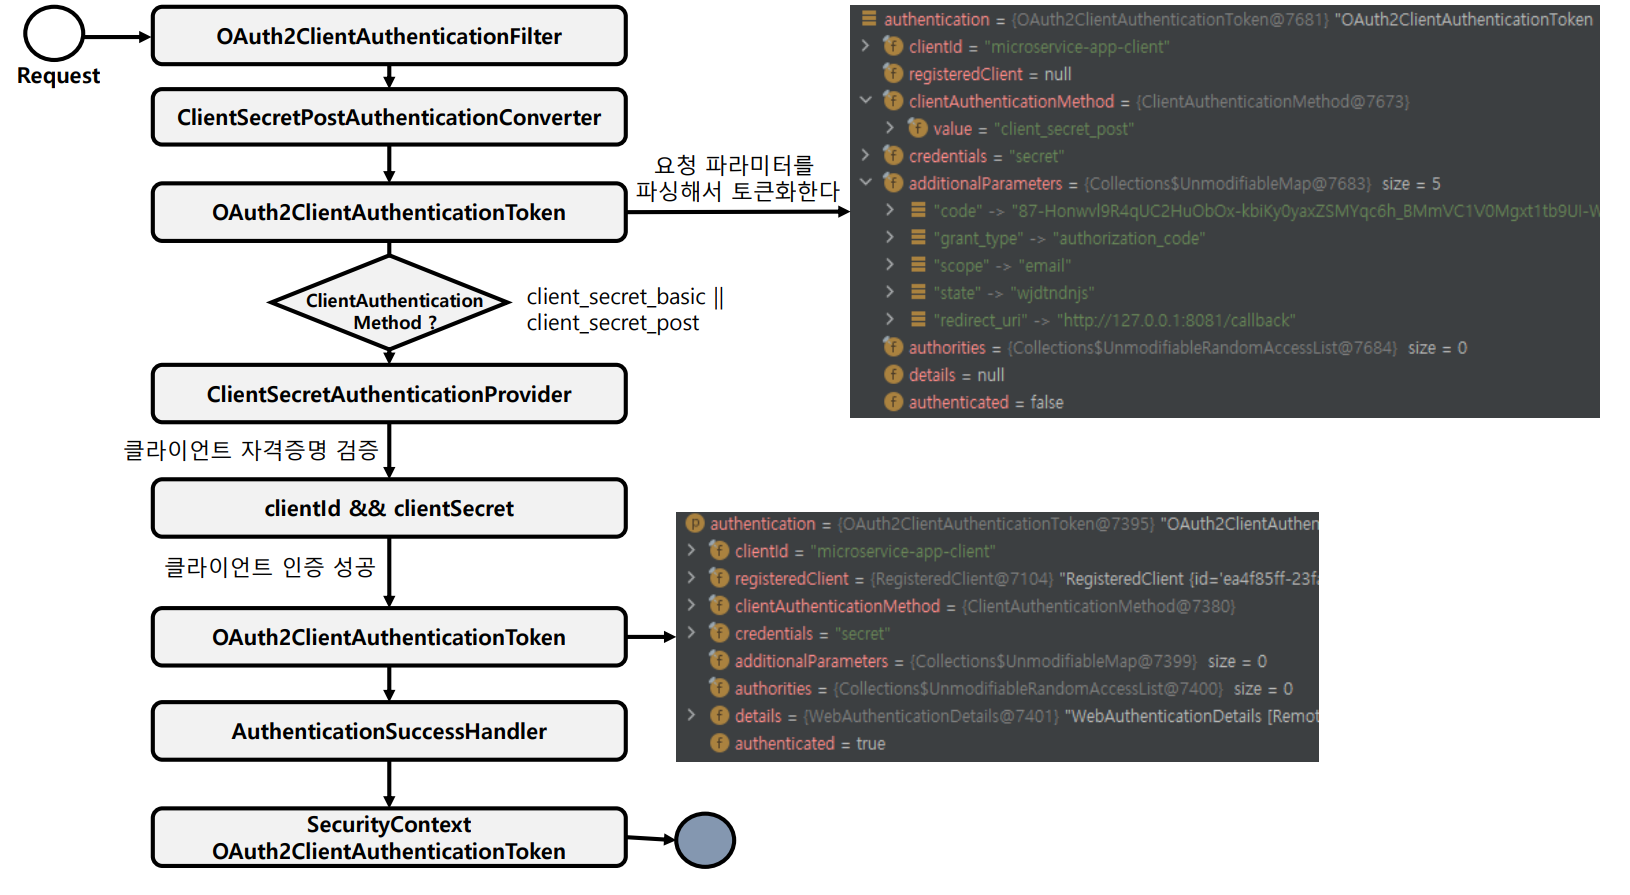 OAuth2ClientAuthenticationFilter
Request
ClientSecretPostAuthenticationConverter
요청 파라미터를
파싱해서 토큰화한다
OAuth2ClientAuthenticationToken
ClientAuthentication
Method ?
client_secret_basic ||
client_secret_post
ClientSecretAuthenticationProvider
클라이언트 자격증명 검증
clientId && clientSecret
클라이언트 인증 성공
OAuth2ClientAuthenticationToken
AuthenticationSuccessHandler
SecurityContext
OAuth2ClientAuthenticationToken
authentication = {OAuth2ClientAuthenticationToken@7681} "OAuth2ClientAuthenticationToken
clientId = "microservice-app-client"
registeredClient = null
clientAuthenticationMethod = {ClientAuthenticationMethod@7673}
value = "client_secret_post"
credentials = "secret"
additionalParameters = {Collections$UnmodifiableMap@7683} size = 5
"code" -> "87-Honwvl9R4qUC2HuObOx-kbiKy0yaxZSMYqc6h_BMmVC1V0Mgxt1tb9UI-W
"grant_type" -> "authorization_code"
"scope" -> "email"
"state" -> "wjdtndnjs"
"redirect_uri" -> "http://127.0.0.1:8081/callback"
authorities = {Collections$UnmodifiableRandomAccessList@7684} size = 0
details = null
authenticated = false
authentication = {OAuth2ClientAuthenticationToken@7395} "OAuth2ClientAuthen
clientId = "microservice-app-client"
registeredClient = {RegisteredClient@7104} "RegisteredClient {id='ea4f85ff-23fa
clientAuthenticationMethod = {ClientAuthenticationMethod@7380}
credentials = "secret"
additionalParameters = {Collections$UnmodifiableMap@7399} size = 0
authorities = {Collections$UnmodifiableRandomAccessList@7400} size = 0
details = {WebAuthenticationDetails@7401} "WebAuthenticationDetails [Remot
authenticated = true